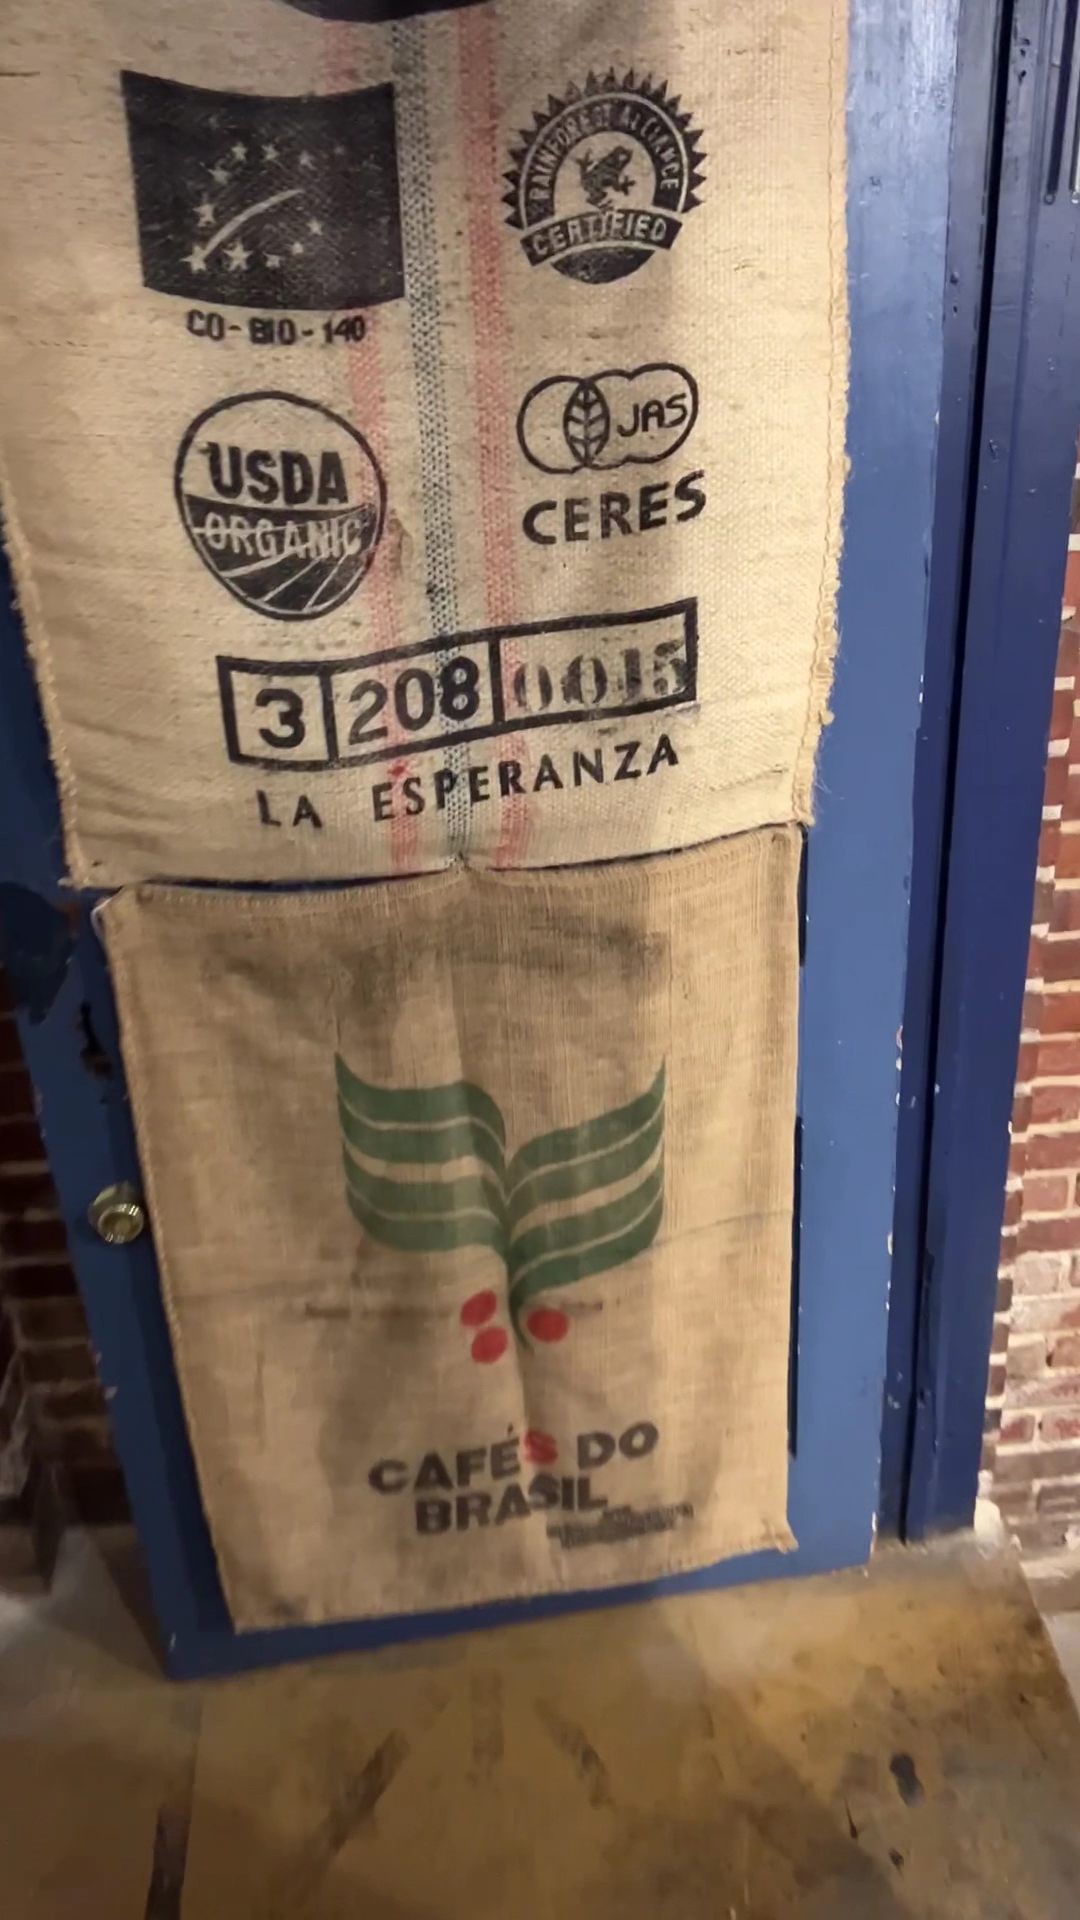 RAINFOREST ALLIANCE
CERTIFIED
CO-BIO-140
USDA
ORGANIC
JAS
CERES
3 208 0015
LA ESPERANZA
CAFÉS DO
BRASIL